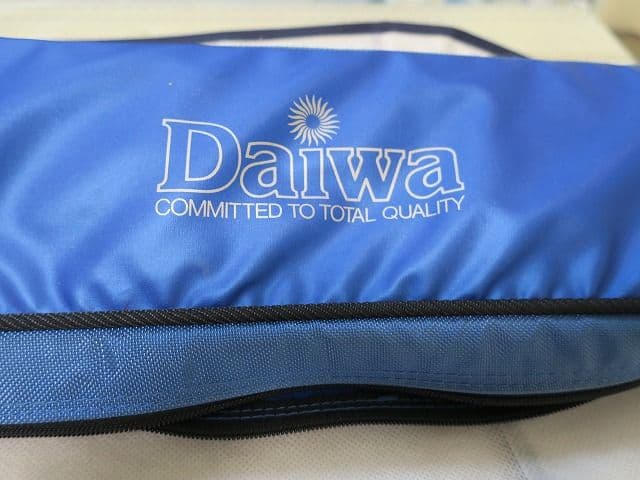 Daiwa
COMMITTED TO TOTAL QUALITY